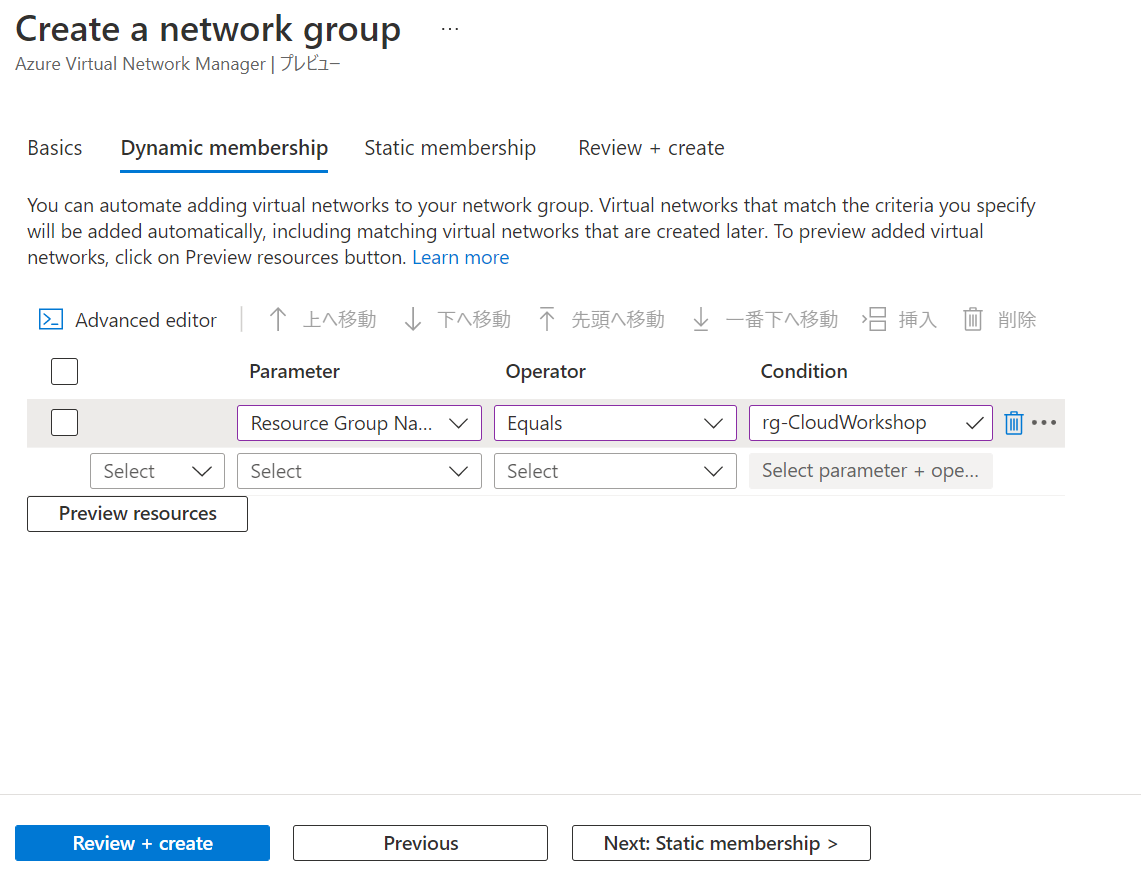 Create a network group ...
Azure Virtual Network Manager | プレビュー
Basics Dynamic membership Static membership Review + create
You can automate adding virtual networks to your network group. Virtual networks that match the criteria you specify
will be added automatically, including matching virtual networks that are created later. To preview added virtual
networks, click on Preview resources button. Learn more
Advanced editor 上へ移動 下へ移動 先頭へ移動 一番下へ移動 挿入 削除
Parameter Operator Condition
Resource Group Na... Equals rg-CloudWorkshop
Select Select Select Select parameter + ope...
Preview resources
Review + create Previous Next: Static membership >